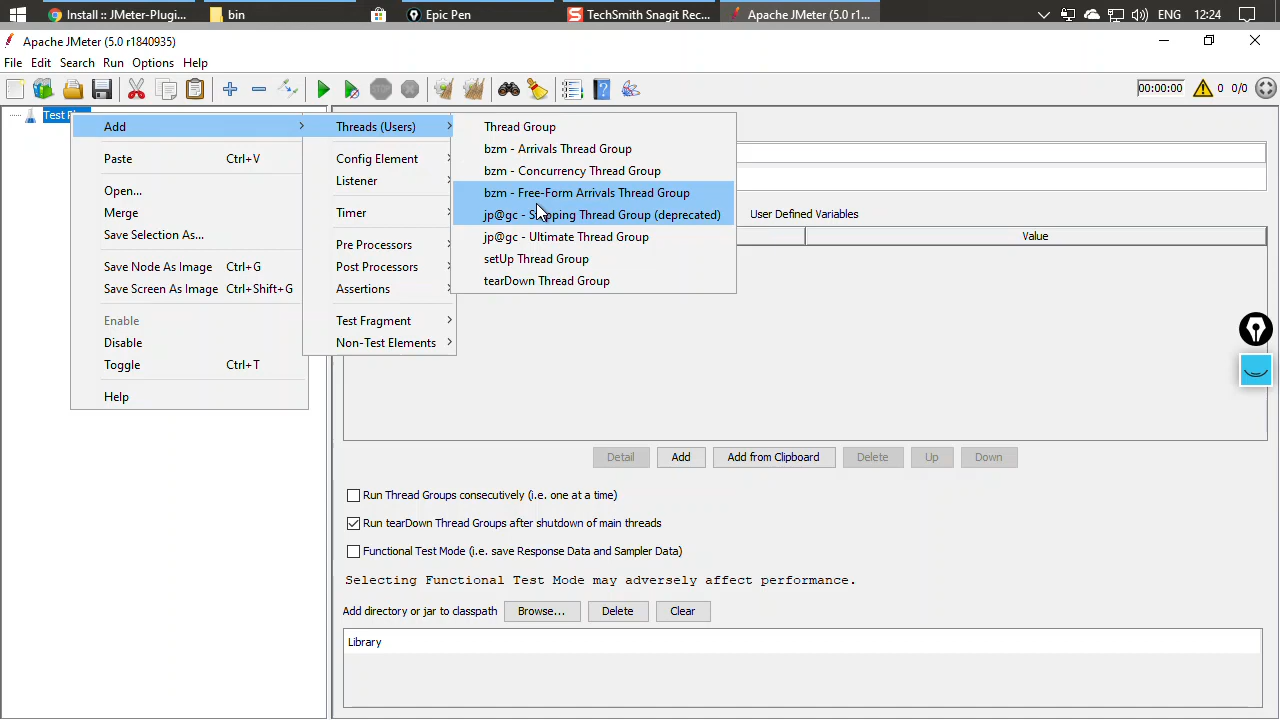 Install :: JMeter-Plugi...
bin
Epic Pen
TechSmith Snagit Rec...
Apache JMeter (5.0 r1...
ENG
12:24
Apache JMeter (5.0 r1840935)
File Edit Search Run Options Help
00:00:00
0 0/0
Test
Add
Paste Ctrl+V
Open...
Merge
Save Selection As...
Save Node As Image Ctrl+G
Save Screen As Image Ctrl+Shift+G
Enable
Disable
Toggle Ctrl+T
Help
Threads (Users)
Config Element
Listener
Timer
Pre Processors
Post Processors
Assertions
Test Fragment
Non-Test Elements
Thread Group
bzm - Arrivals Thread Group
bzm - Concurrency Thread Group
bzm - Free-Form Arrivals Thread Group
jp@gc - Stepping Thread Group (deprecated)
jp@gc - Ultimate Thread Group
setUp Thread Group
tearDown Thread Group
User Defined Variables
Value
Detail Add Add from Clipboard Delete Up Down
Run Thread Groups consecutively (i.e. one at a time)
Run tearDown Thread Groups after shutdown of main threads
Functional Test Mode (i.e. save Response Data and Sampler Data)
Selecting Functional Test Mode may adversely affect performance.
Add directory or jar to classpath Browse... Delete Clear
Library